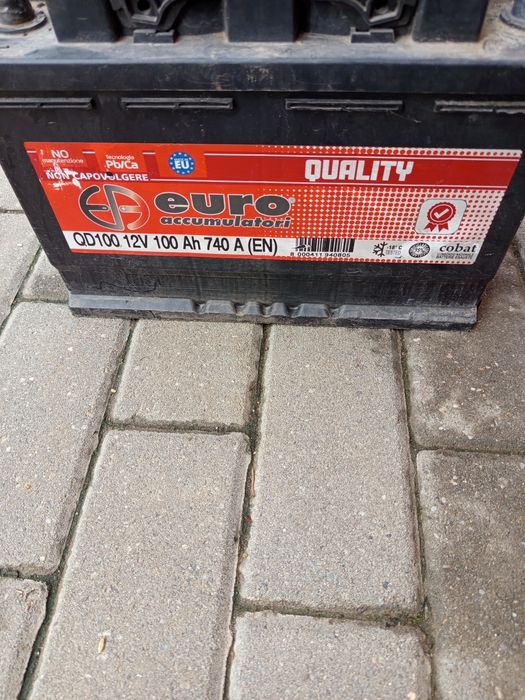 NO
manutenzione
Tecnologia
Pb/Ca
EU
QUALITY
NON CAPOVOLGERE
euro
accumulatori
QD100 12V 100 Ah 740 A (EN)
8 000411 940805
-18°C
cobat